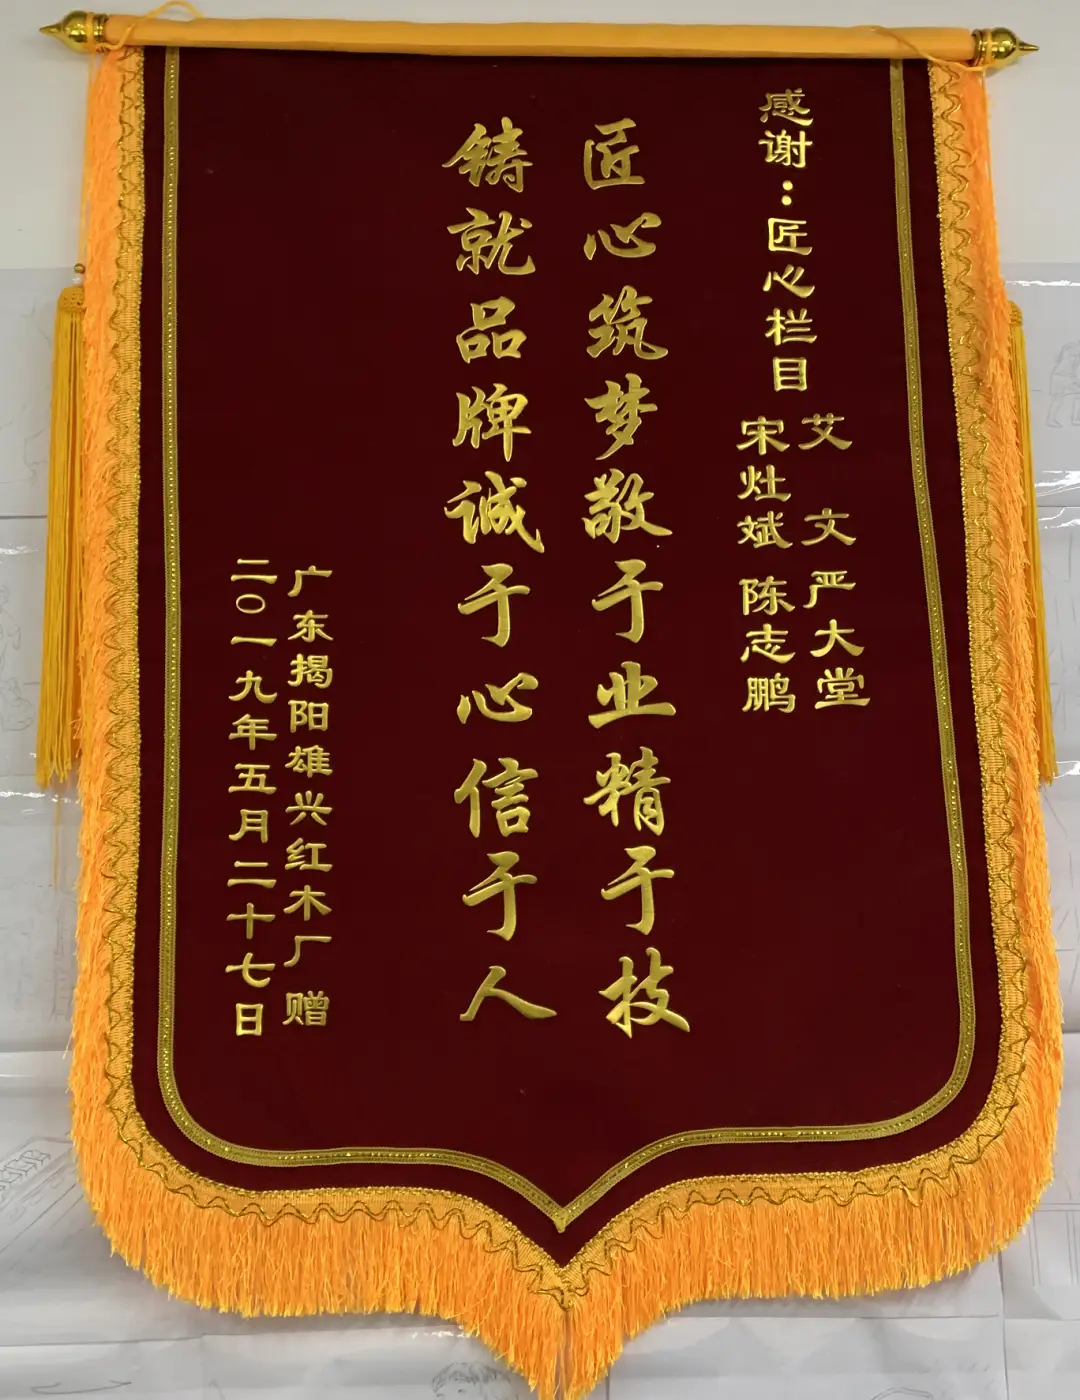 感谢：匠心栏目
艾 文 严大堂
宋灶斌 陈志鹏
匠心筑梦敬于业精于技
铸就品牌诚于心信于人
广东揭阳雄兴红木厂 赠
二〇一九年五月二十七日